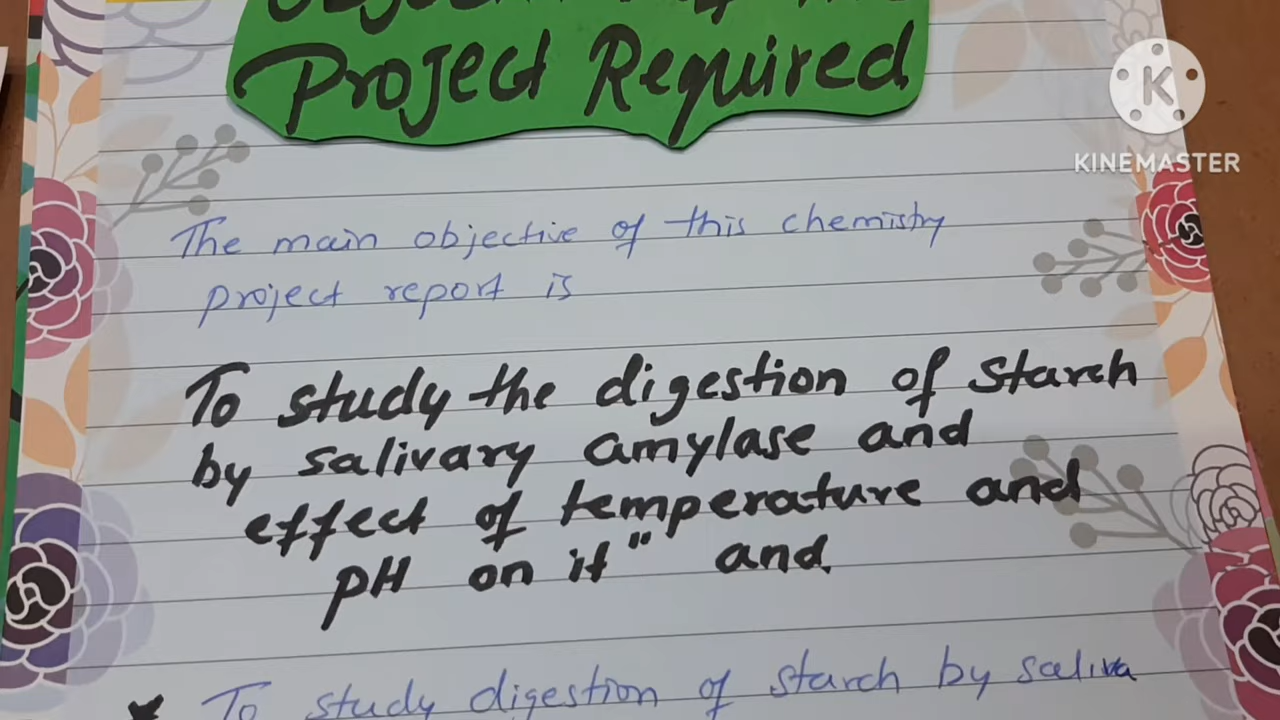 Project Required
K
KINEMASTER
The main objective of this chemistry
project report is
To study the digestion of starch
by salivary amylase and
effect of temperature and
pH on it" and
To study digestion of starch by saliva